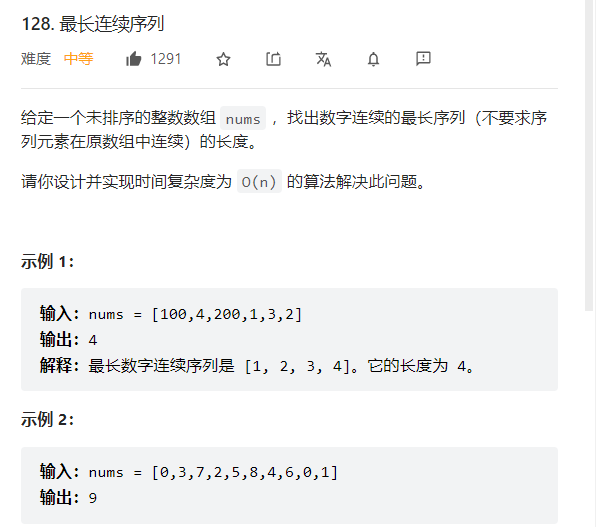 128. 最长连续序列
难度 中等 1291
给定一个未排序的整数数组 nums ，找出数字连续的最长序列（不要求序
列元素在原数组中连续）的长度。
请你设计并实现时间复杂度为 O(n) 的算法解决此问题。
示例 1：
输入：nums = [100,4,200,1,3,2]
输出：4
解释：最长数字连续序列是 [1, 2, 3, 4]。它的长度为 4。
示例 2：
输入：nums = [0,3,7,2,5,8,4,6,0,1]
输出：9